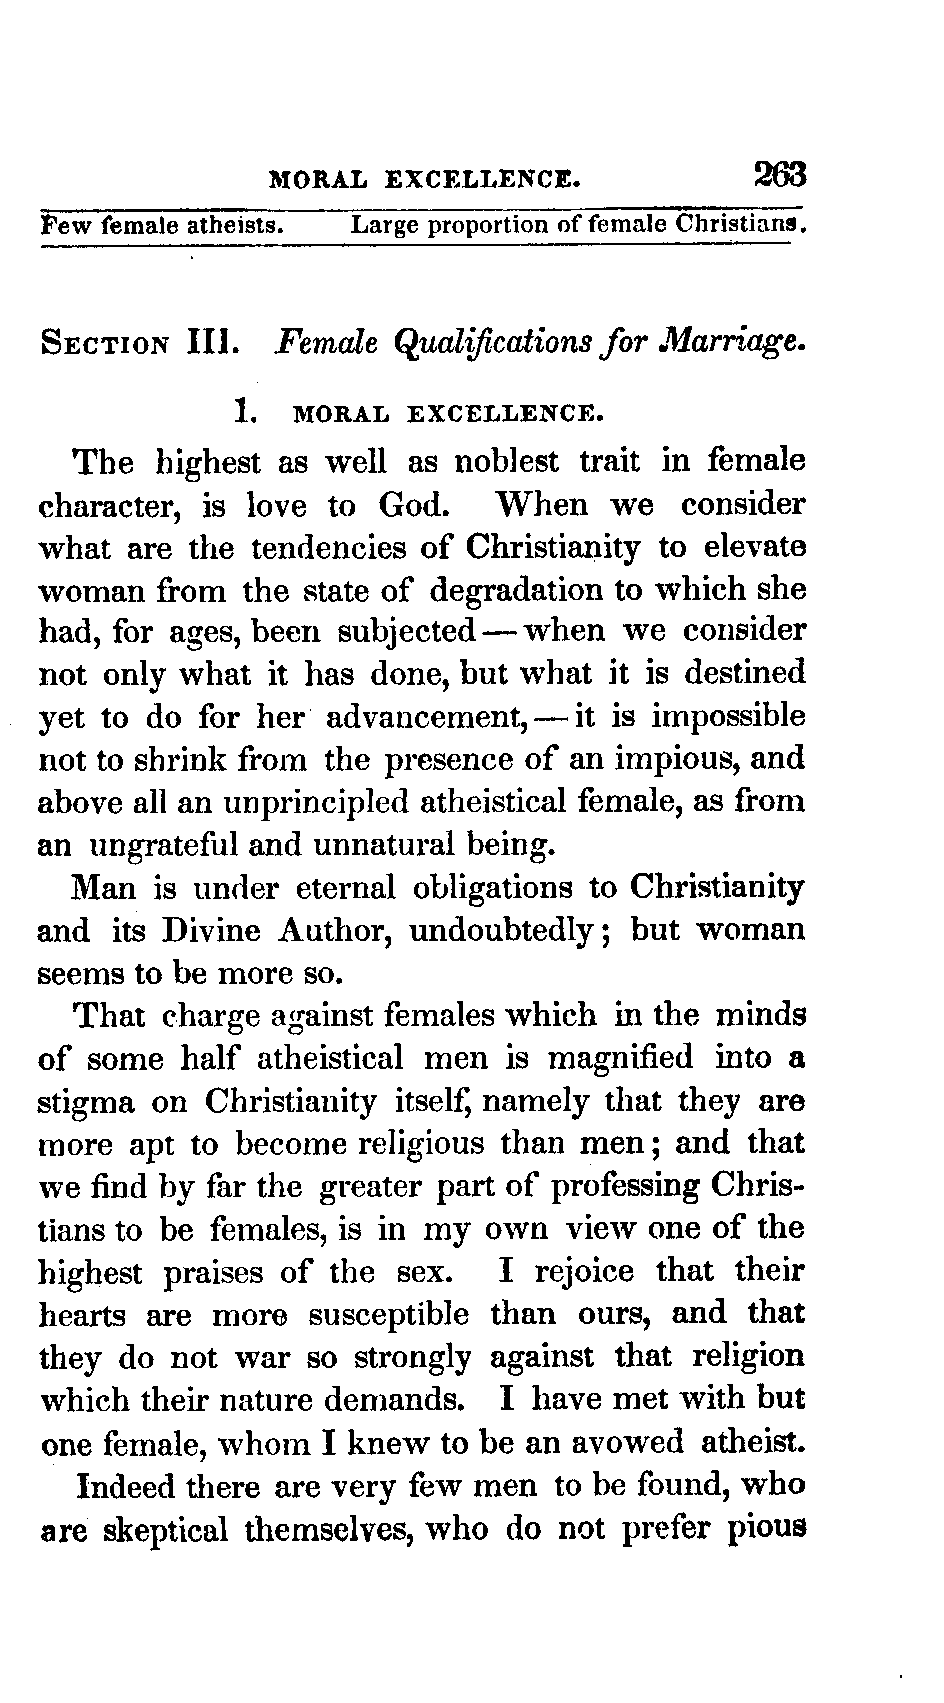 MORAL EXCELLENCE. 263
Few female atheists. Large proportion of female Christians.
SECTION III. Female Qualifications for Marriage.
1. MORAL EXCELLENCE.
The highest as well as noblest trait in female
character, is love to God. When we consider
what are the tendencies of Christianity to elevate
woman from the state of degradation to which she
had, for ages, been subjected — when we consider
not only what it has done, but what it is destined
yet to do for her advancement, — it is impossible
not to shrink from the presence of an impious, and
above all an unprincipled atheistical female, as from
an ungrateful and unnatural being.
Man is under eternal obligations to Christianity
and its Divine Author, undoubtedly; but woman
seems to be more so.
That charge against females which in the minds
of some half atheistical men is magnified into a
stigma on Christianity itself, namely that they are
more apt to become religious than men; and that
we find by far the greater part of professing Chris-
tians to be females, is in my own view one of the
highest praises of the sex. I rejoice that their
hearts are more susceptible than ours, and that
they do not war so strongly against that religion
which their nature demands. I have met with but
one female, whom I knew to be an avowed atheist.
Indeed there are very few men to be found, who
are skeptical themselves, who do not prefer pious